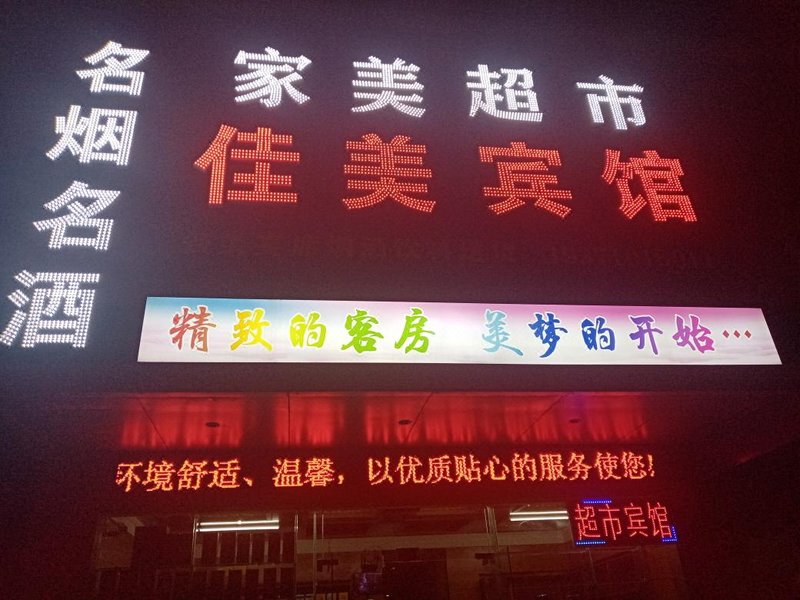 名烟名酒
家美超市
佳美宾馆
精致的客房 美梦的开始…
环境舒适、温馨，以优质贴心的服务使您!
超市宾馆